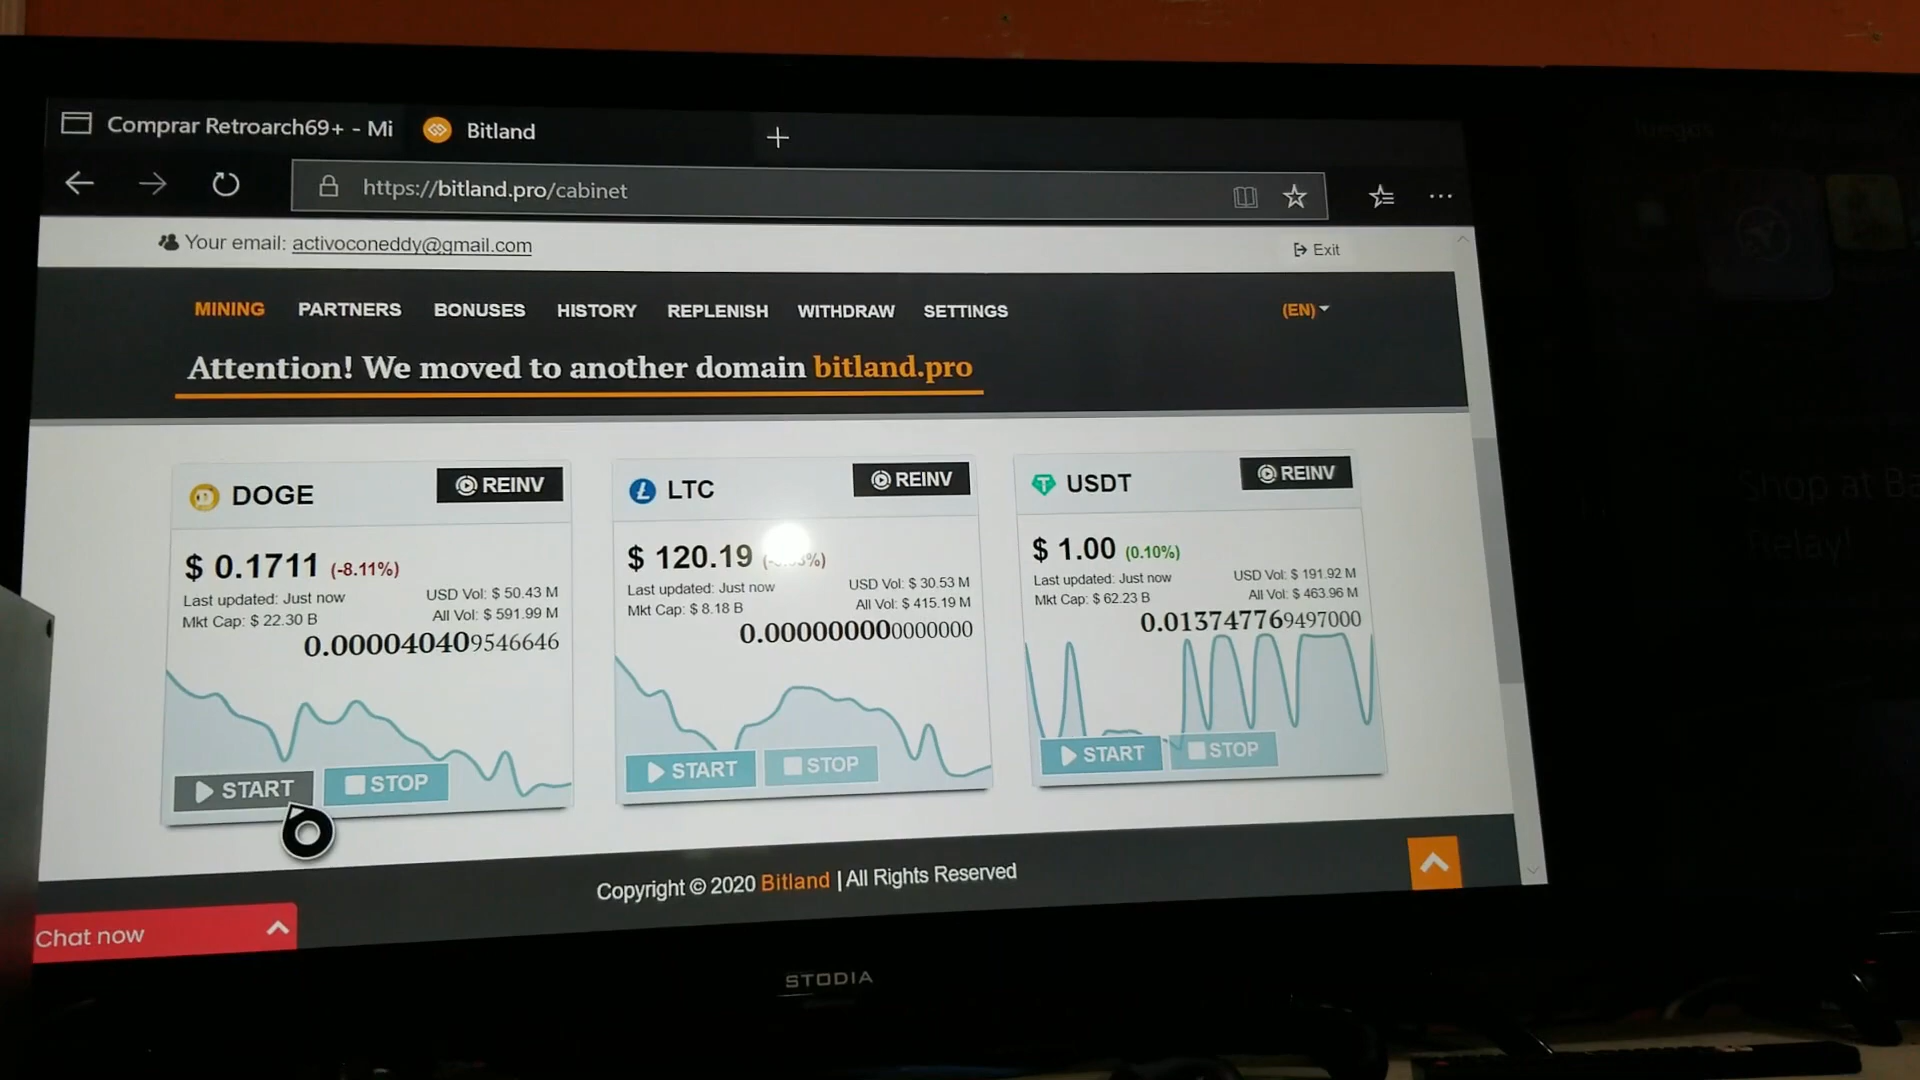 Comprar Retroarch69+ - Mi
Bitland
https://bitland.pro/cabinet
Your email: activoconeddy@gmail.com
Exit
MINING PARTNERS BONUSES HISTORY REPLENISH WITHDRAW SETTINGS (EN)
Attention! We moved to another domain bitland.pro
DOGE
REINV
$ 0.1711 (-8.11%)
Last updated: Just now
USD Vol: $ 50.43 M
Mkt Cap: $ 22.30 B
All Vol: $ 591.99 M
0.000040409546646
START
STOP
LTC
REINV
$ 120.19
Last updated: Just now
USD Vol: $ 30.53 M
Mkt Cap: $ 8.18 B
All Vol: $ 415.19 M
0.00000000000000
START
STOP
USDT
REINV
$ 1.00 (0.10%)
Last updated: Just now
USD Vol: $ 191.92 M
Mkt Cap: $ 62.23 B
All Vol: $ 463.96 M
0.013747769497000
START
STOP
Copyright © 2020 Bitland | All Rights Reserved
Chat now
STODIA
Juegos
Shop at Ba
Relay!